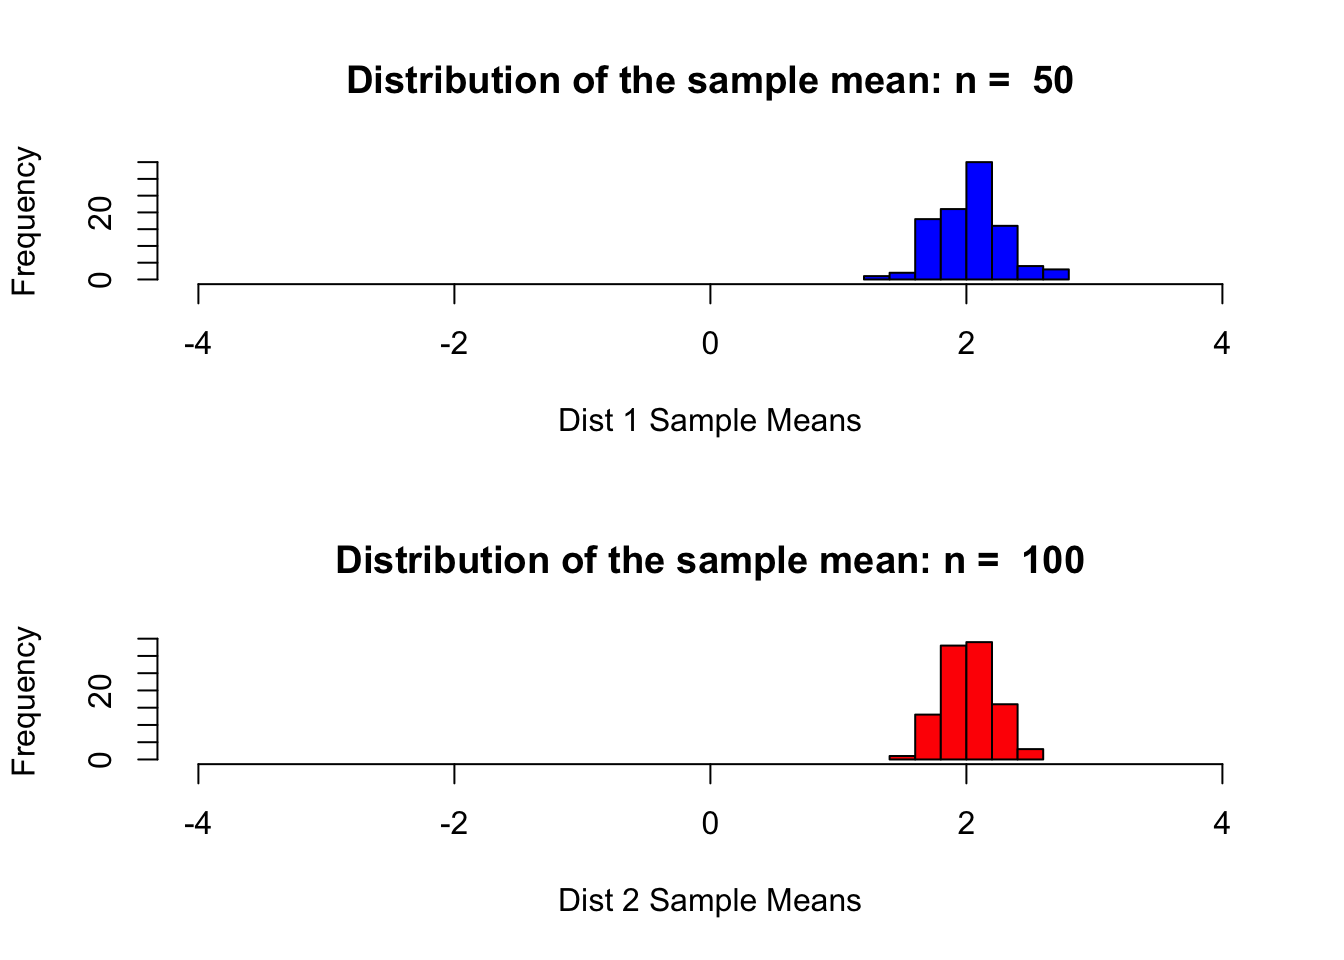 Distribution of the sample mean: n =  50
Frequency
20
0
-4 -2 0 2 4
Dist 1 Sample Means
Distribution of the sample mean: n =  100
Frequency
20
0
-4 -2 0 2 4
Dist 2 Sample Means